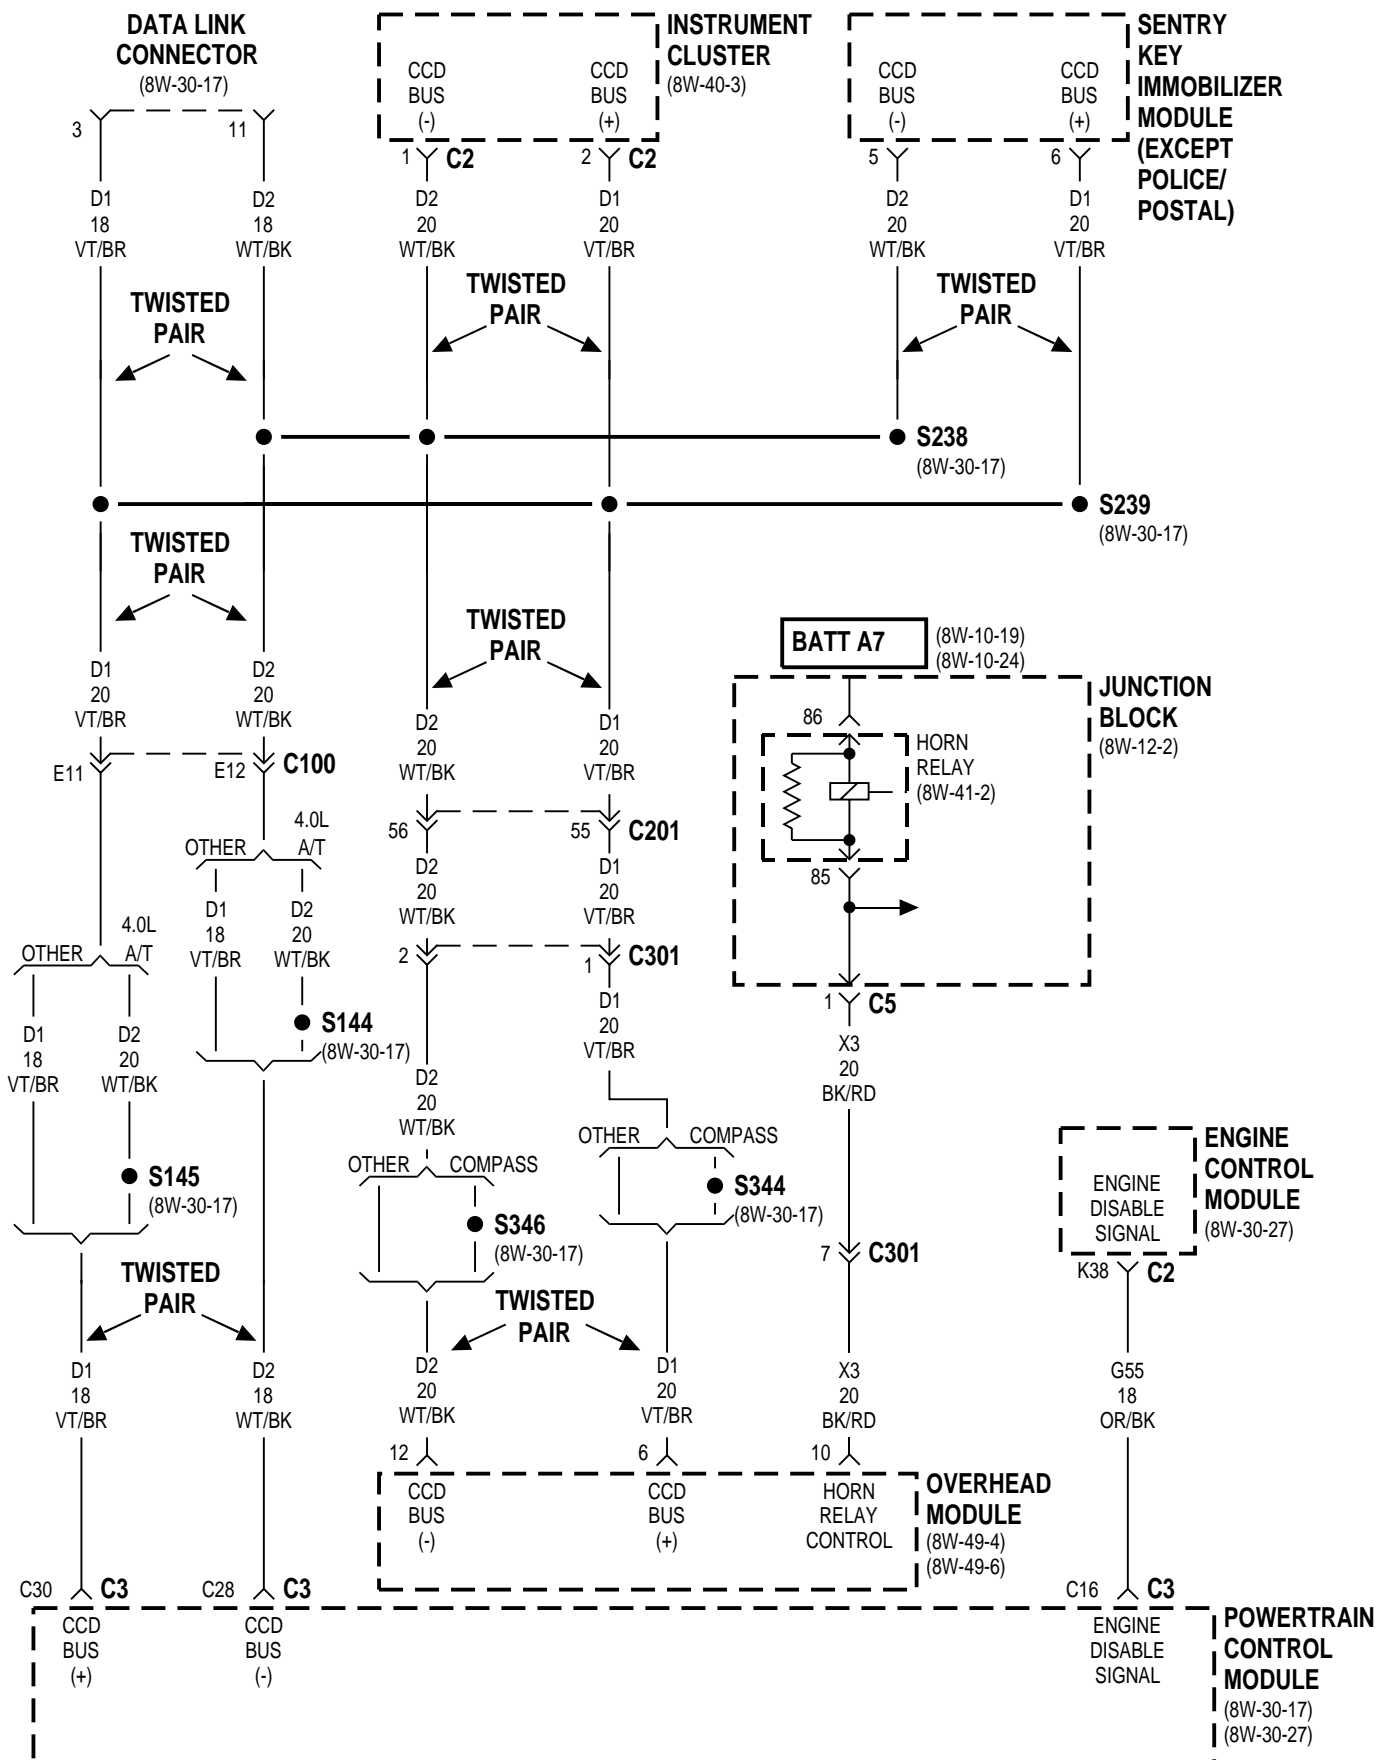 DATA LINK
CONNECTOR
(8W-30-17)
3
11
D1
18
VT/BR
D2
18
WT/BK
TWISTED
PAIR
INSTRUMENT
CLUSTER
(8W-40-3)
CCD
BUS
(-)
CCD
BUS
(+)
1
C2
2
C2
D2
20
WT/BK
D1
20
VT/BR
TWISTED
PAIR
SENTRY
KEY
IMMOBILIZER
MODULE
(EXCEPT
POLICE/
POSTAL)
CCD
BUS
(-)
CCD
BUS
(+)
5
6
D2
20
WT/BK
D1
20
VT/BR
TWISTED
PAIR
S238
(8W-30-17)
S239
(8W-30-17)
TWISTED
PAIR
D1
20
VT/BR
D2
20
WT/BK
E11
E12
C100
OTHER
4.0L
A/T
D1
18
VT/BR
D2
20
WT/BK
S144
(8W-30-17)
OTHER
4.0L
A/T
D1
18
VT/BR
D2
20
WT/BK
S145
(8W-30-17)
TWISTED
PAIR
D1
18
VT/BR
D2
18
WT/BK
C30
C3
C28
C3
TWISTED
PAIR
D2
20
WT/BK
D1
20
VT/BR
56
55
C201
D2
20
WT/BK
D1
20
VT/BR
2
1
C301
D1
20
VT/BR
D2
20
WT/BK
OTHER
COMPASS
S344
(8W-30-17)
OTHER
COMPASS
S346
(8W-30-17)
TWISTED
PAIR
D2
20
WT/BK
D1
20
VT/BR
12
6
BATT A7
(8W-10-19)
(8W-10-24)
JUNCTION
BLOCK
(8W-12-2)
86
HORN
RELAY
(8W-41-2)
85
1
C5
X3
20
BK/RD
7
C301
X3
20
BK/RD
10
CCD
BUS
(-)
CCD
BUS
(+)
HORN
RELAY
CONTROL
OVERHEAD
MODULE
(8W-49-4)
(8W-49-6)
ENGINE
CONTROL
MODULE
(8W-30-27)
ENGINE
DISABLE
SIGNAL
K38
C2
G55
18
OR/BK
C16
C3
CCD
BUS
(+)
CCD
BUS
(-)
ENGINE
DISABLE
SIGNAL
POWERTRAIN
CONTROL
MODULE
(8W-30-17)
(8W-30-27)